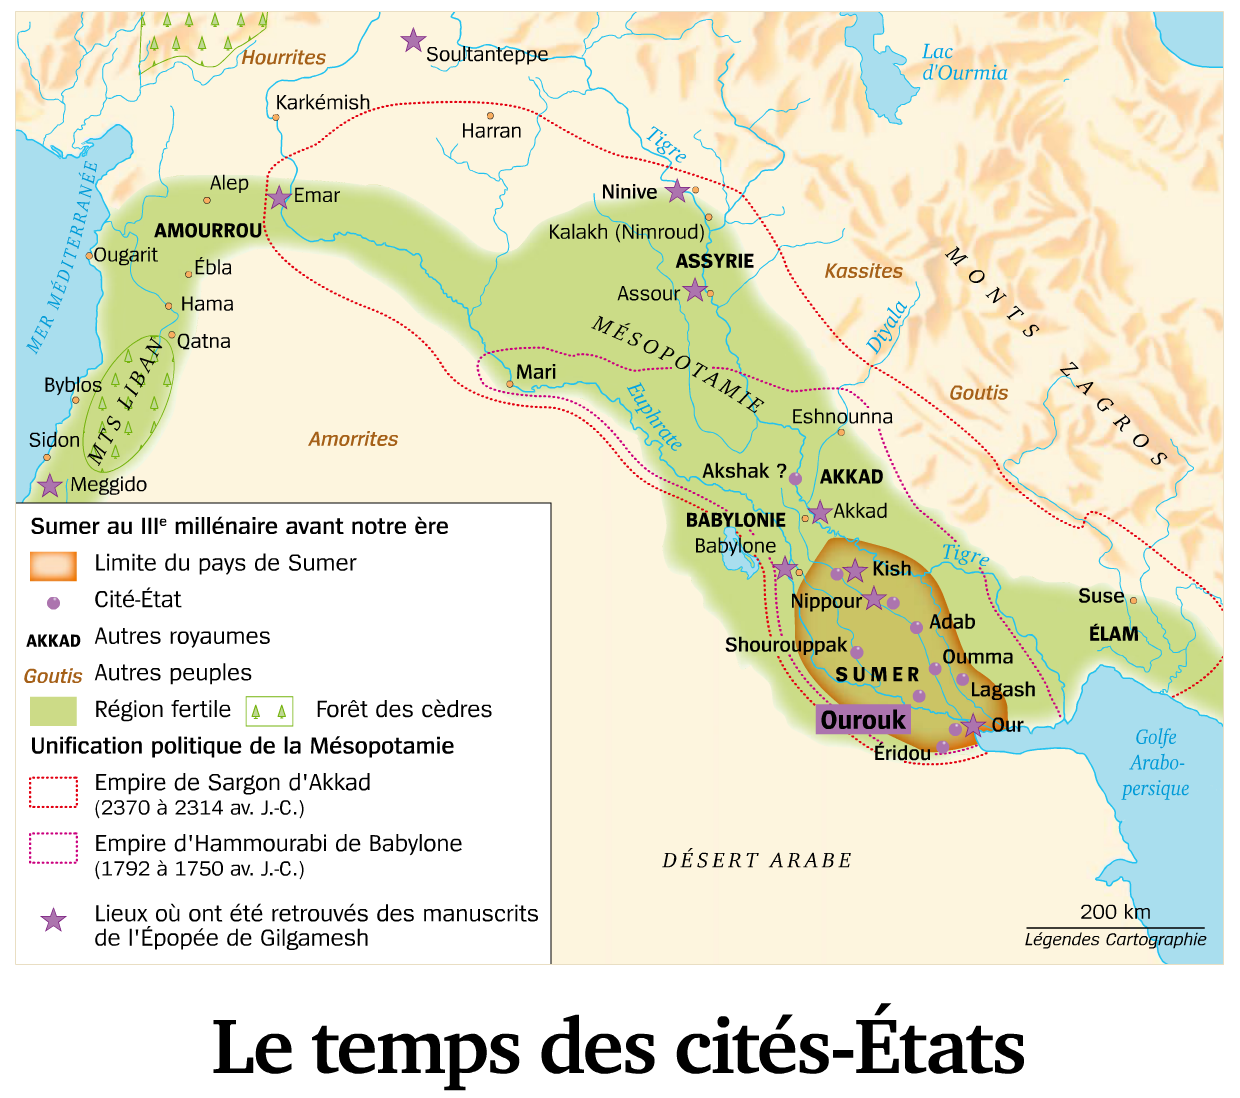 Hourrites
Soultanteppe
Lac
d'Ourmia
Karkémish
Harran
Tigre
MER MÉDITERRANÉE
Alep
Emar
Ninive
AMOURROU
Kalakh (Nimroud)
Ougarit
Ébla
ASSYRIE
Kassites
MONTS ZAGROS
Assour
Hama
Diyala
Qatna
MÉSOPOTAMIE
MTS LIBAN
Byblos
Mari
Euphrate
Goutis
Eshnounna
Sidon
Amorrites
Meggido
Akshak ?
AKKAD
Akkad
BABYLONIE
Babylone
Tigre
Kish
Nippour
Suse
Adab
ÉLAM
Shourouppak
Oumma
SUMER
Lagash
Ourouk
Our
Éridou
Golfe
Arabo-
persique
DÉSERT ARABE
200 km
Légendes Cartographie
Sumer au IIIe millénaire avant notre ère
Limite du pays de Sumer
Cité-État
AKKAD Autres royaumes
Goutis Autres peuples
Région fertile Forêt des cèdres
Unification politique de la Mésopotamie
Empire de Sargon d'Akkad
(2370 à 2314 av. J.-C.)
Empire d'Hammourabi de Babylone
(1792 à 1750 av. J.-C.)
Lieux où ont été retrouvés des manuscrits
de l'Épopée de Gilgamesh
Le temps des cités-États